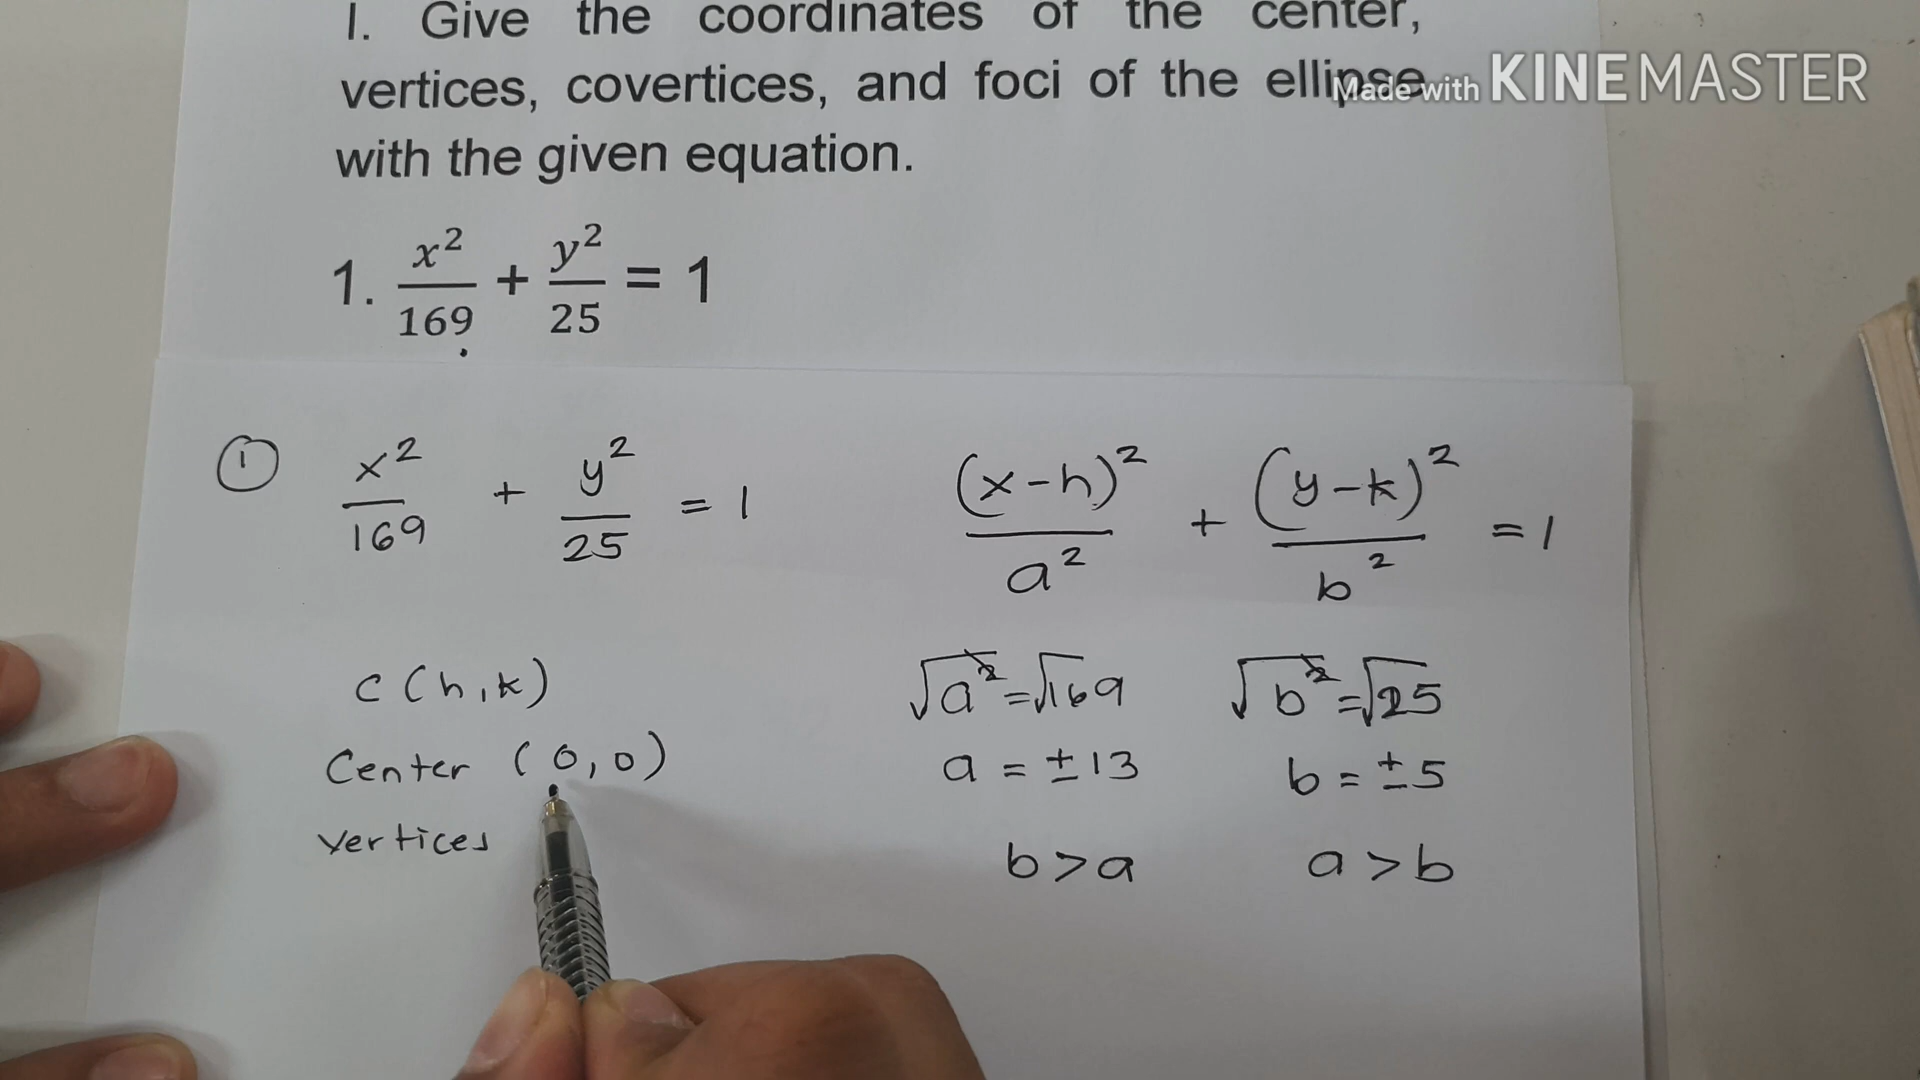 I. Give the coordinates of the center,
vertices, covertices, and foci of the ellipse
with the given equation.
Made with KINEMASTER
1. x²/169 + y²/25 = 1
① x²/169 + y²/25 = 1
(x-h)²/a² + (y-k)²/b² = 1
C (h,k)
Center (0,0)
Vertices
√a² = √169
a = ±13
b > a
√b² = √25
b = ±5
a > b